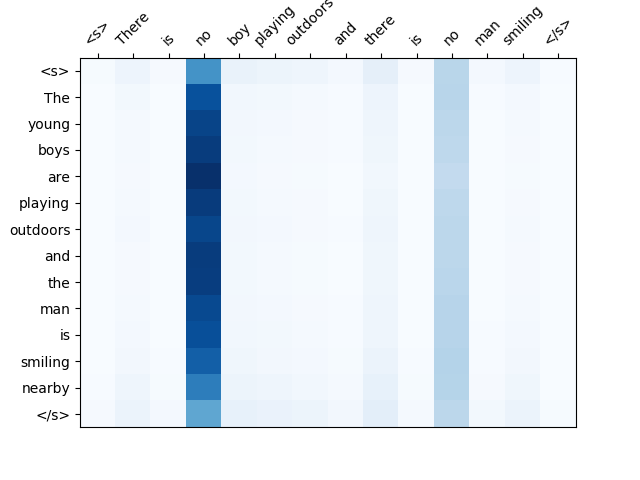 <s> There is no boy playing outdoors and there is no man smiling </s>
<s>
The
young
boys
are
playing
outdoors
and
the
man
is
smiling
nearby
</s>